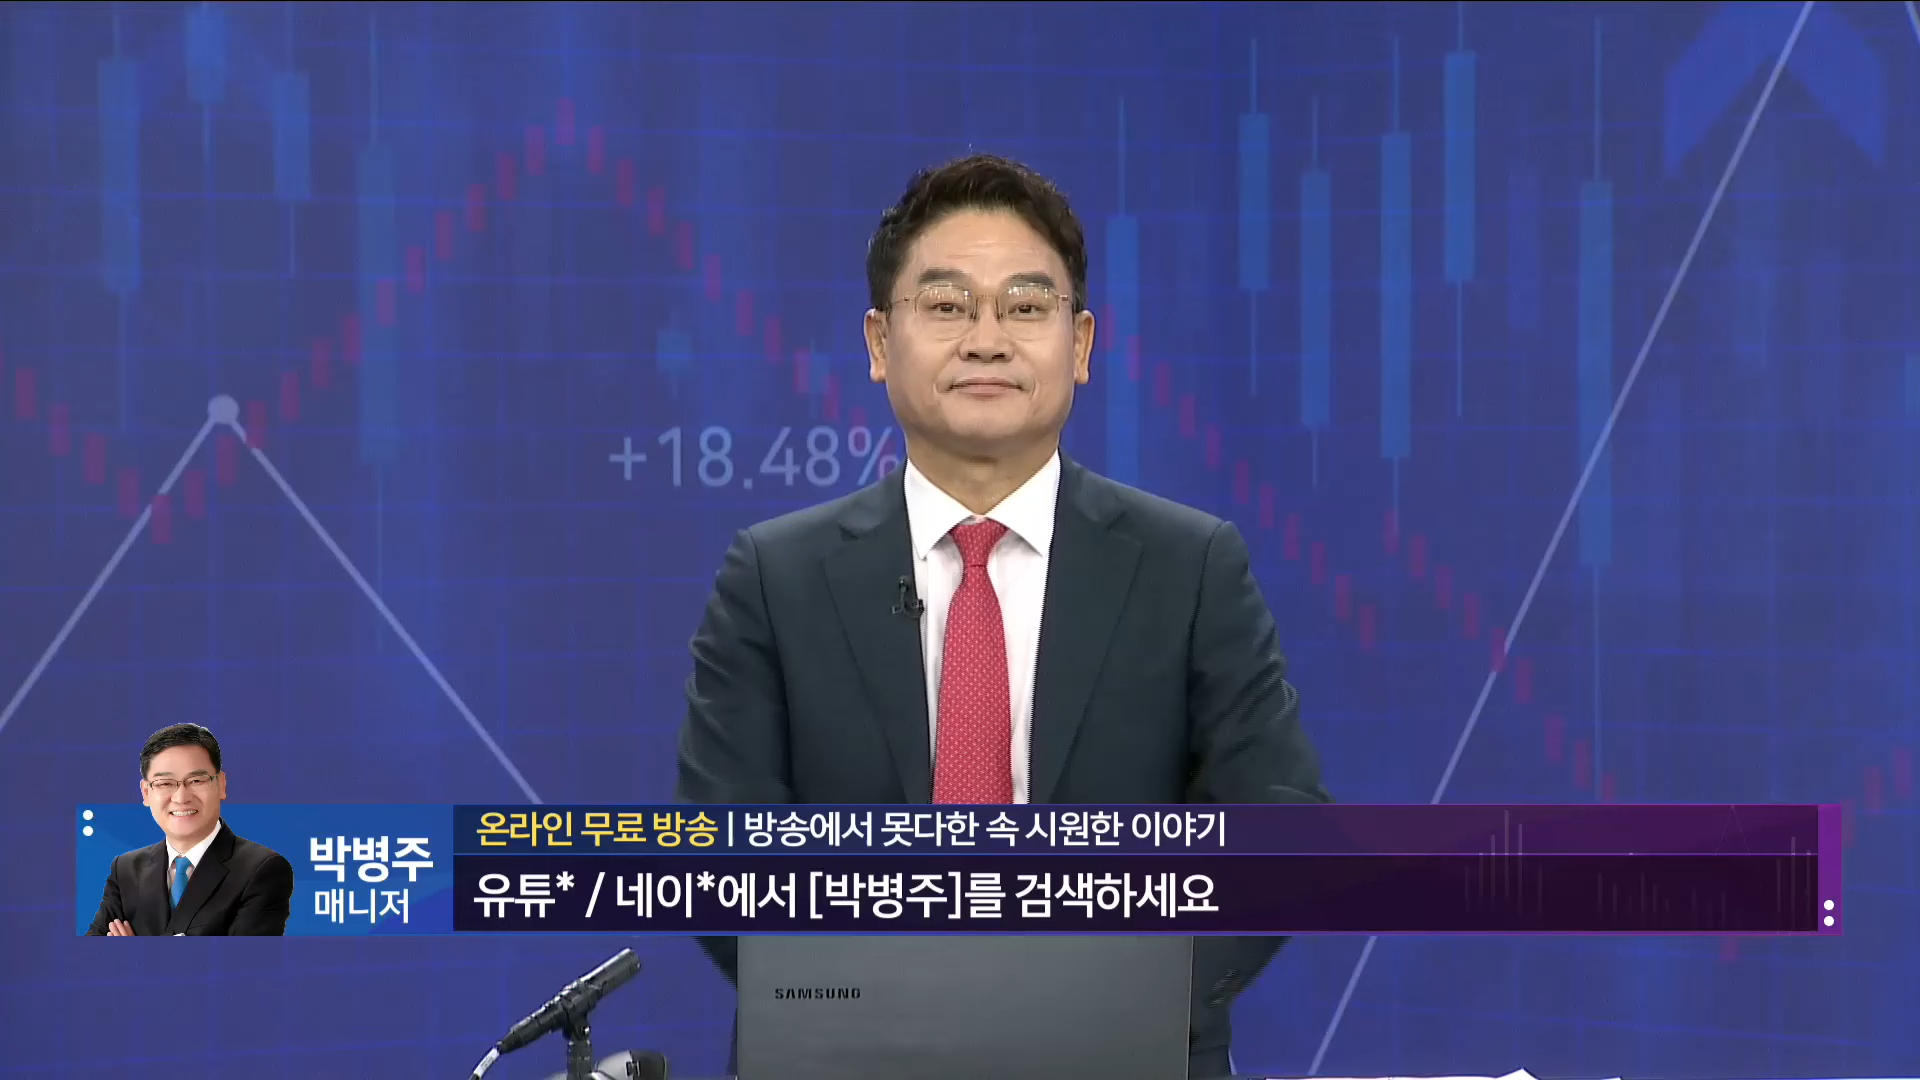 +18.48%
박병주
매니저
온라인 무료 방송 | 방송에서 못다한 속 시원한 이야기
유튜* / 네이*에서 [박병주]를 검색하세요
SAMSUNG